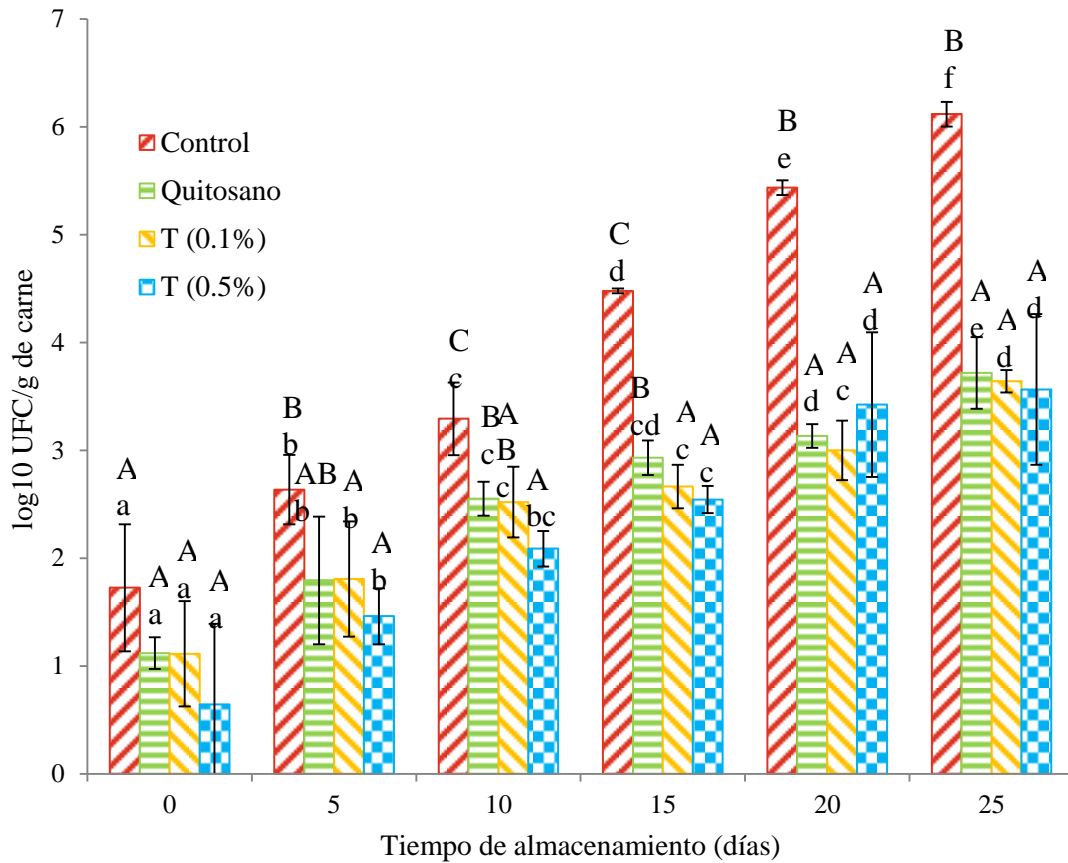 log10 UFC/g de carne
7
6
5
4
3
2
1
0
Control
Quitosano
T (0.1%)
T (0.5%)
A
a
A
a
A
a
A
a
B
b
AB
b
A
b
A
b
C
c
B
c
A
B
c
A
bc
C
d
B
cd
A
c
A
c
B
e
A
d
A
c
A
d
B
f
A
e
A
d
A
d
0 5 10 15 20 25
Tiempo de almacenamiento (días)